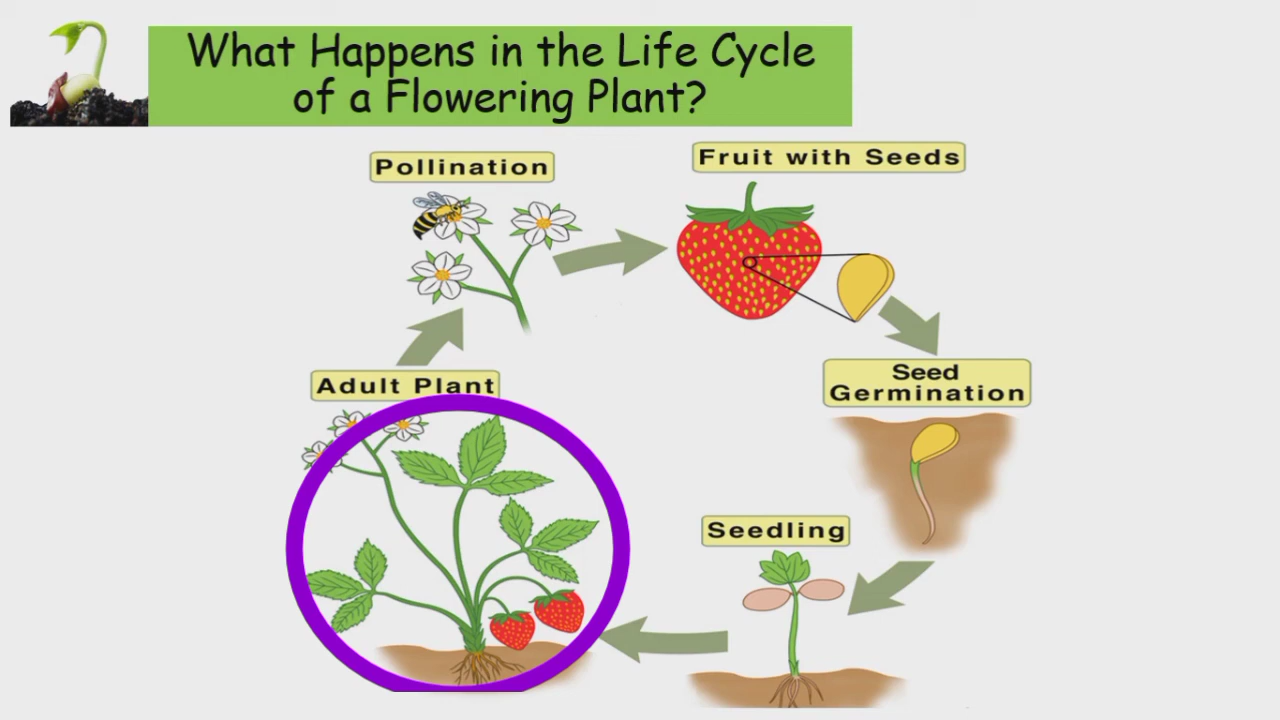 What Happens in the Life Cycle
of a Flowering Plant?
Pollination
Fruit with Seeds
Adult Plant
Seed
Germination
Seedling